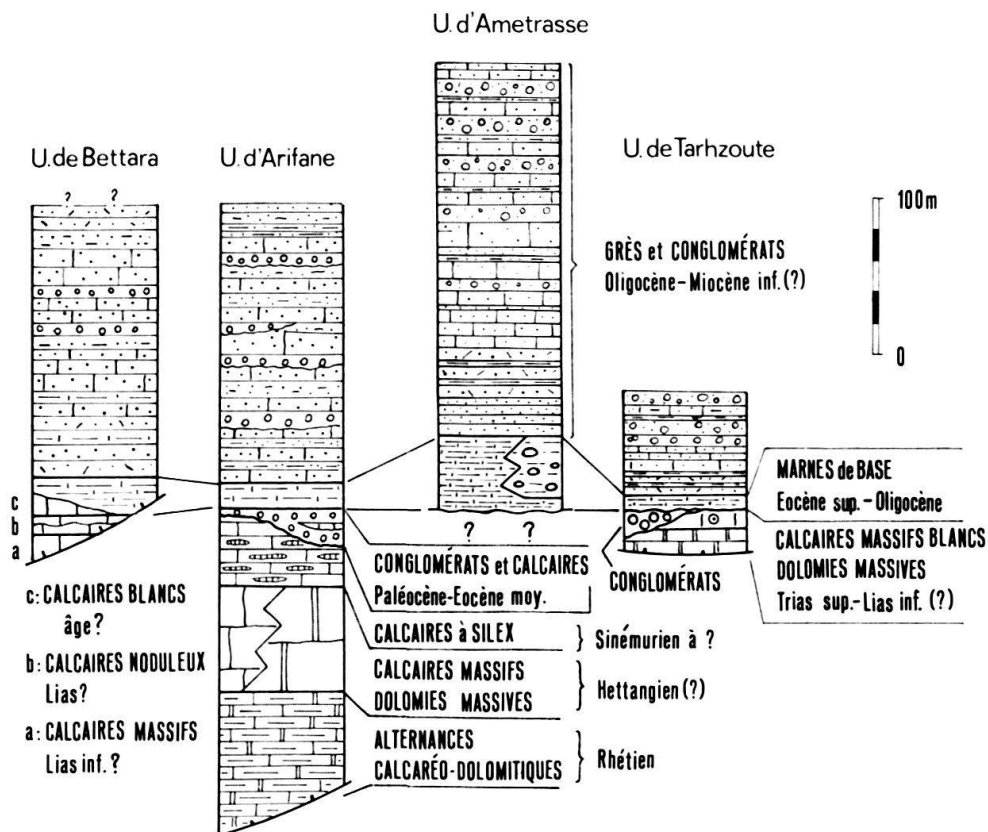 U. d'Ametrasse
U. de Bettara
U. d'Arifane
U. de Tarhzoute
? ?
100m
0
GRÈS et CONGLOMÉRATS
Oligocène-Miocène inf. (?)
c
b
a
? ?
MARNES de BASE
Eocène sup. - Oligocène
CALCAIRES MASSIFS BLANCS
DOLOMIES MASSIVES
Trias sup.-Lias inf. (?)
CONGLOMÉRATS
CONGLOMÉRATS et CALCAIRES
Paléocène-Eocène moy.
CALCAIRES à SILEX
Sinémurien à ?
CALCAIRES MASSIFS
DOLOMIES MASSIVES
Hettangien (?)
ALTERNANCES
CALCARÉO-DOLOMITIQUES
Rhétien
c: CALCAIRES BLANCS
âge?
b: CALCAIRES NODULEUX
Lias?
a: CALCAIRES MASSIFS
Lias inf. ?